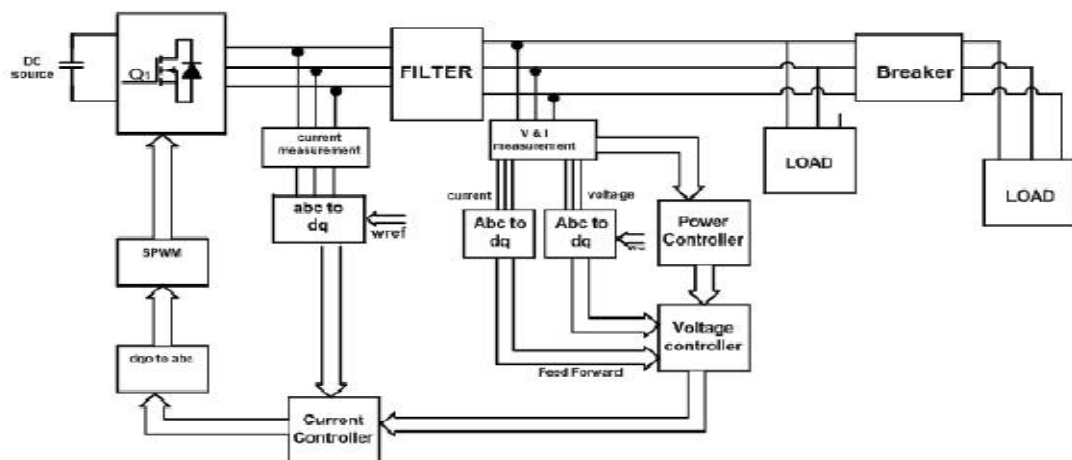 DC
source
Q1
FILTER
Breaker
current
measurement
V & I
measurement
LOAD
LOAD
current
voltage
abc to
dq
wref
Abc to
dq
Abc to
dq
Power
Controller
SPWM
Voltage
controller
dqo to abc
Feed Forward
Current
Controller